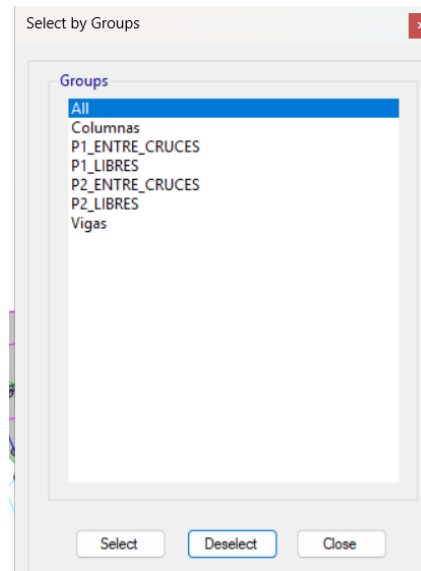 Select by Groups
Groups
All
Columnas
P1_ENTRE_CRUCES
P1_LIBRES
P2_ENTRE_CRUCES
P2_LIBRES
Vigas
Select Deselect Close